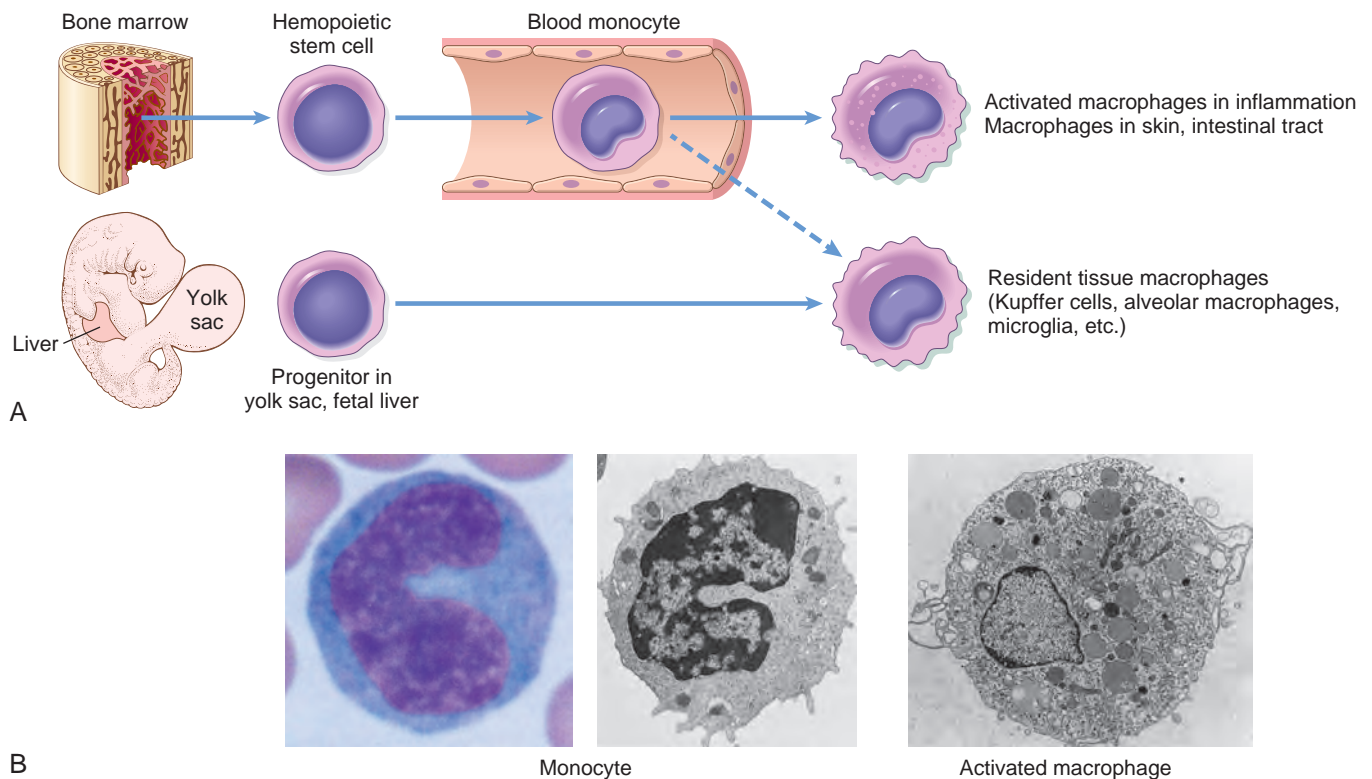 Bone marrow
Hemopoietic
stem cell
Blood monocyte
Activated macrophages in inflammation
Macrophages in skin, intestinal tract
Yolk
sac
Liver
Progenitor in
yolk sac, fetal liver
Resident tissue macrophages
(Kupffer cells, alveolar macrophages,
microglia, etc.)
A
Monocyte
Activated macrophage
B